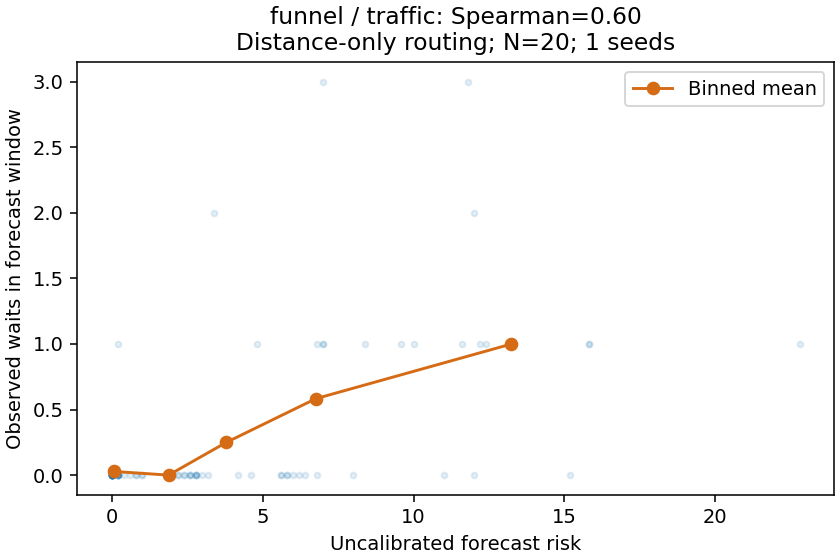 funnel / traffic: Spearman=0.60
Distance-only routing; N=20; 1 seeds
Binned mean
Observed waits in forecast window
3.0
2.5
2.0
1.5
1.0
0.5
0.0
0
5
10
15
20
Uncalibrated forecast risk